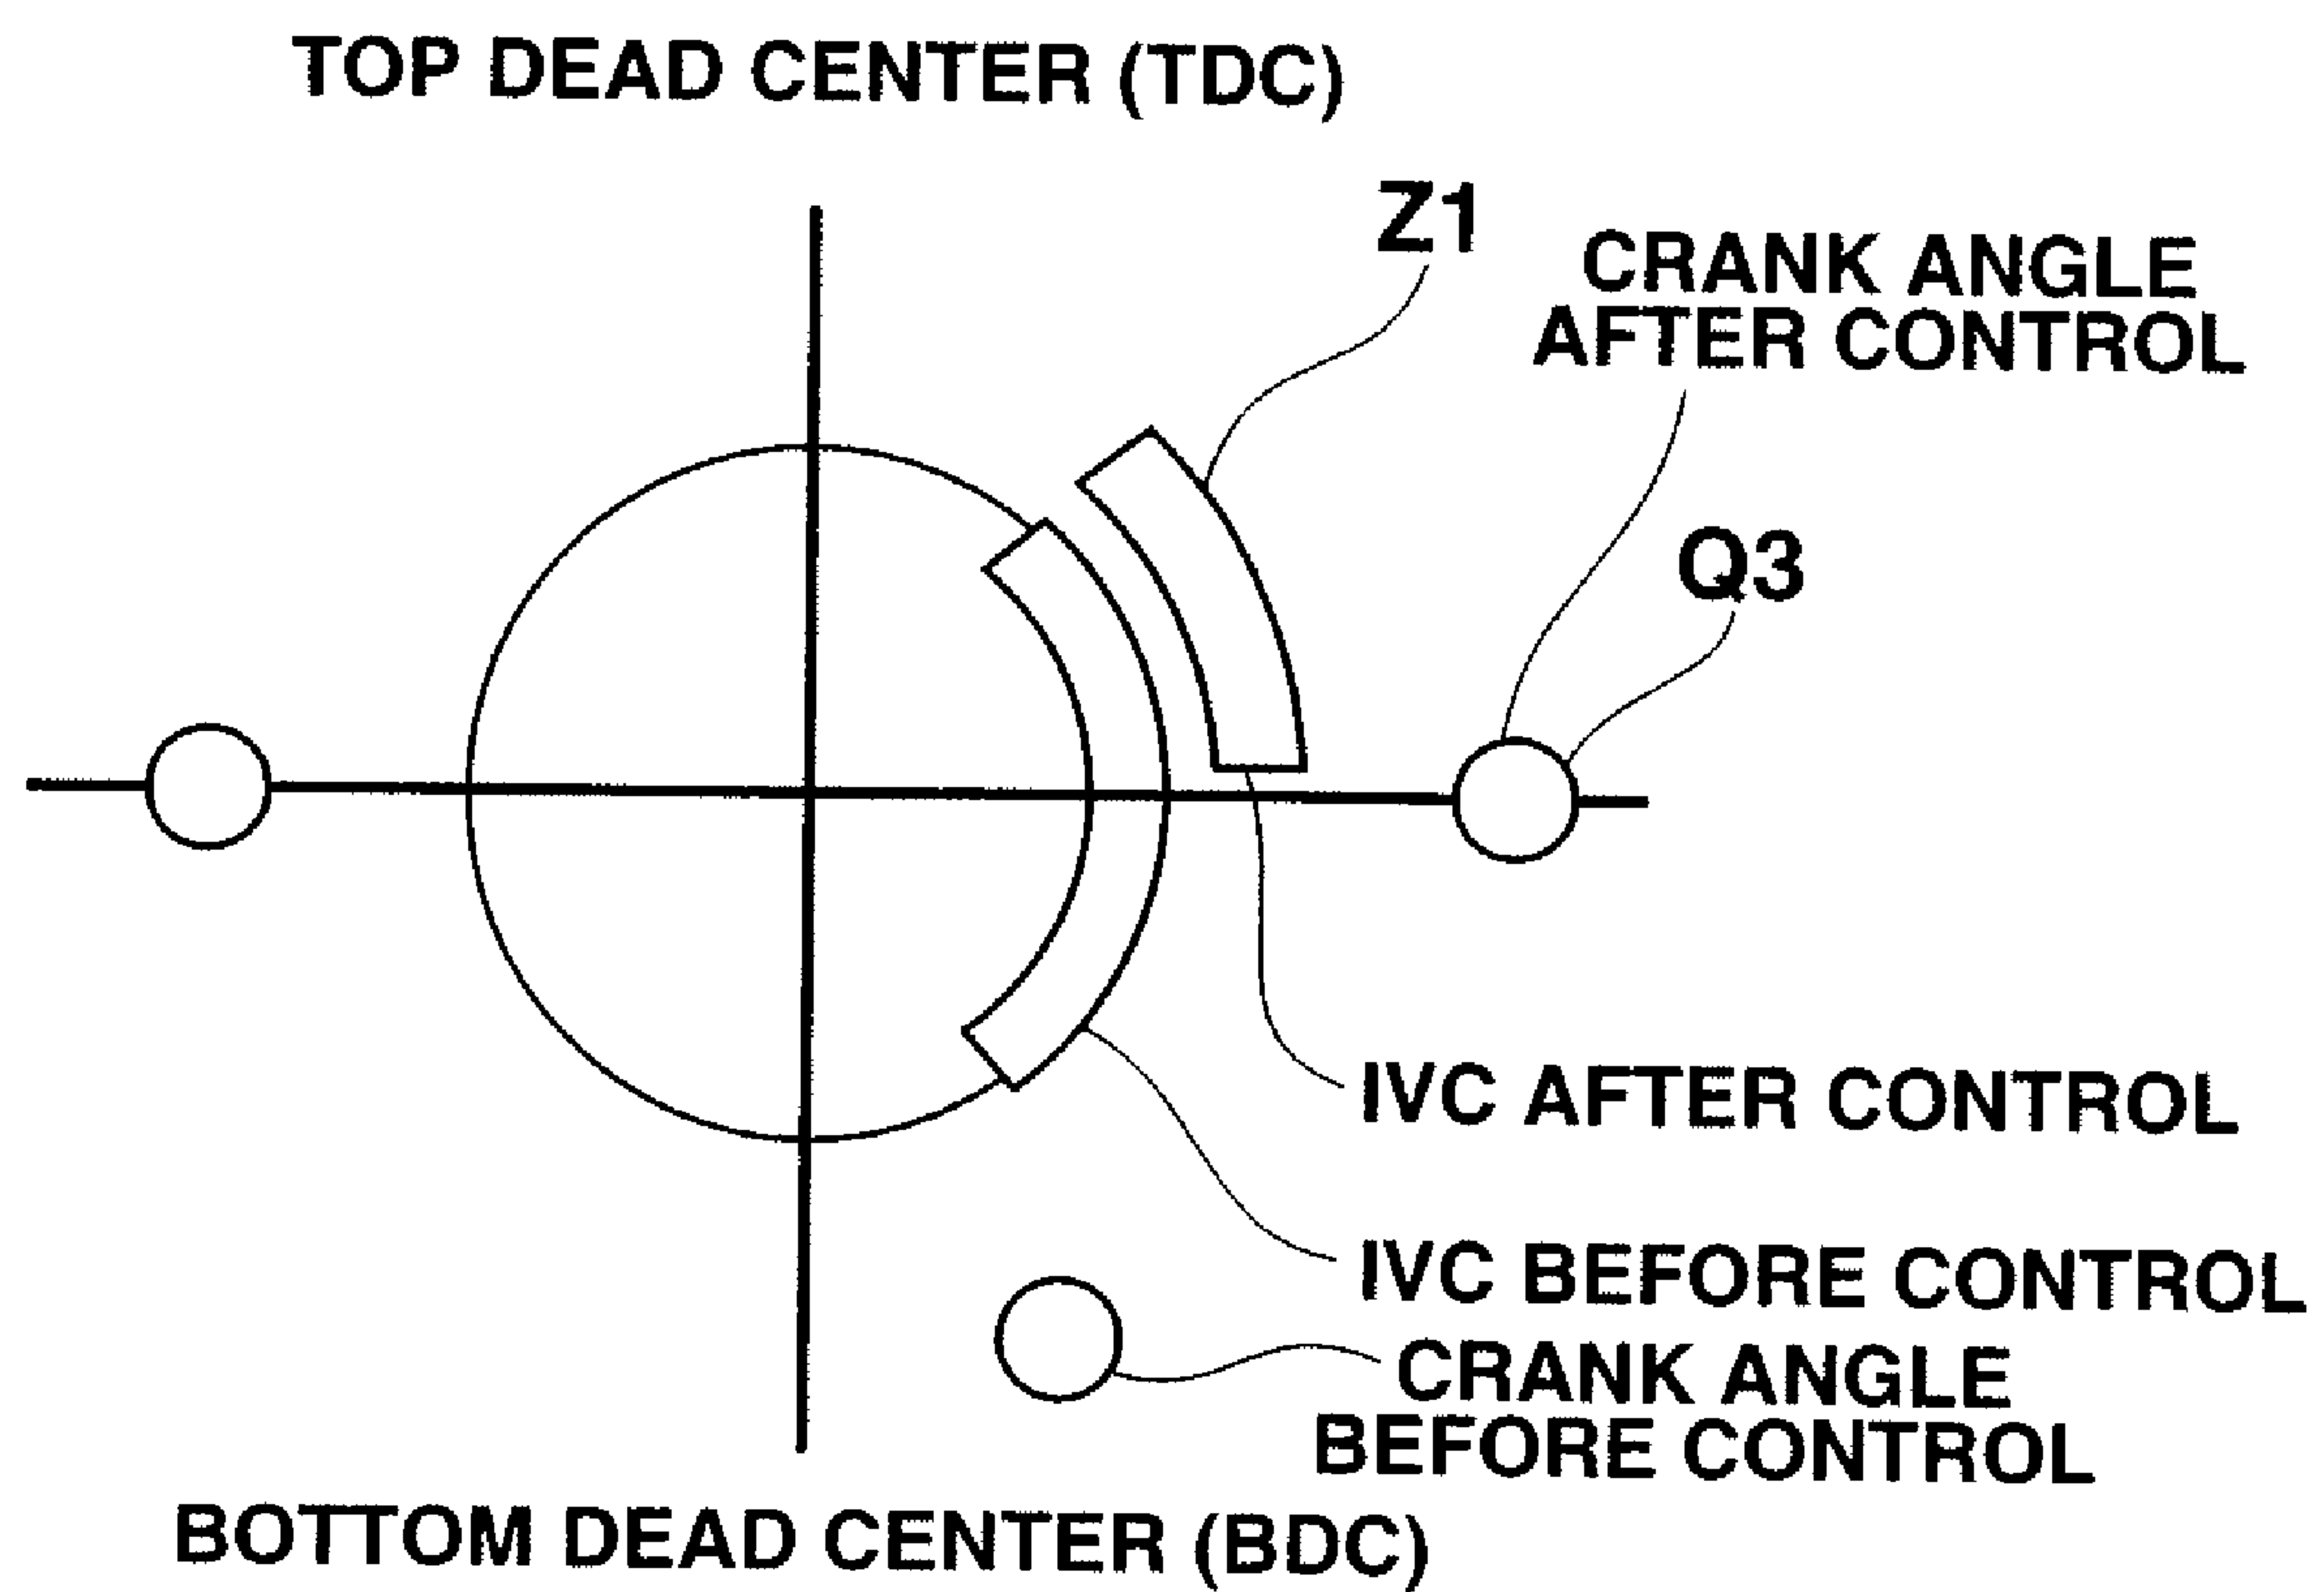 TOP DEAD CENTER (TDC)
Z1
CRANK ANGLE
AFTER CONTROL
Q3
IVC AFTER CONTROL
IVC BEFORE CONTROL
CRANK ANGLE
BEFORE CONTROL
BOTTOM DEAD CENTER (BDC)